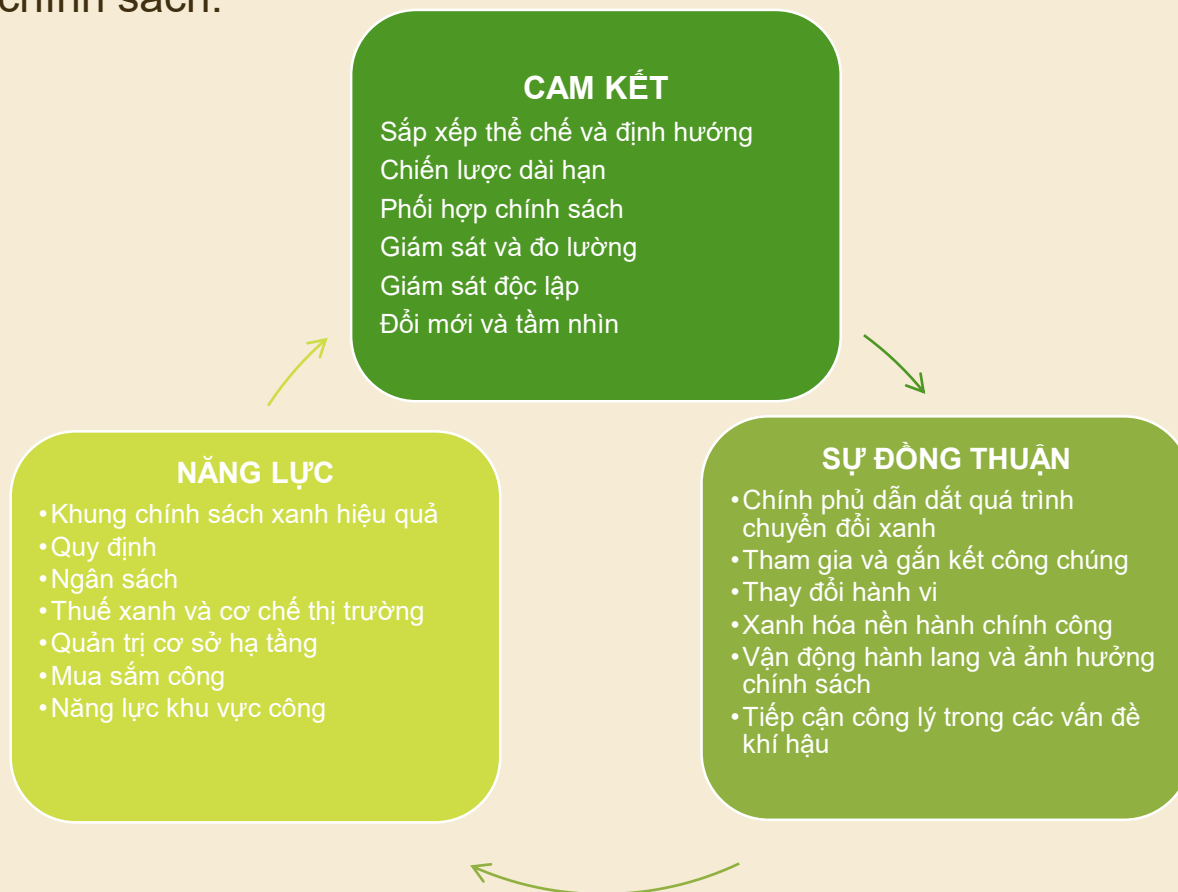 chính sách.
CAM KẾT
Sắp xếp thể chế và định hướng
Chiến lược dài hạn
Phối hợp chính sách
Giám sát và đo lường
Giám sát độc lập
Đổi mới và tầm nhìn
NĂNG LỰC
•Khung chính sách xanh hiệu quả
•Quy định
•Ngân sách
•Thuế xanh và cơ chế thị trường
•Quản trị cơ sở hạ tầng
•Mua sắm công
•Năng lực khu vực công
SỰ ĐỒNG THUẬN
•Chính phủ dẫn dắt quá trình
chuyển đổi xanh
•Tham gia và gắn kết công chúng
•Thay đổi hành vi
•Xanh hóa nền hành chính công
•Vận động hành lang và ảnh hưởng
chính sách
•Tiếp cận công lý trong các vấn đề
khí hậu